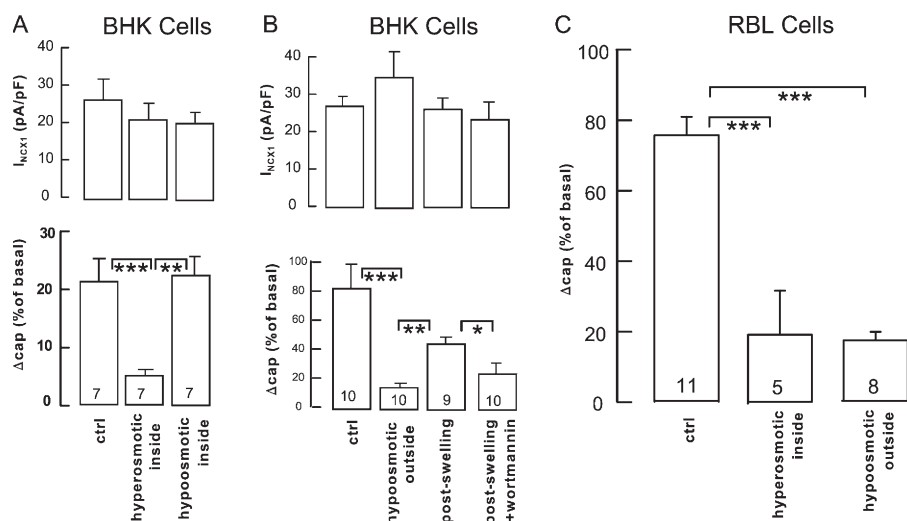 A BHK Cells
I_NCX1 (pA/pF)
40
30
20
10
0
Δcap (%of basal)
30
20
10
0
***
**
7
7
7
ctrl
hyperosmotic
inside
hypoosmotic
inside
B BHK Cells
I_NCX1 (pA/pF)
40
30
20
10
0
Δcap (%of basal)
100
80
60
40
20
0
***
**
*
10
10
9
10
ctrl
hypoosmotic
outside
post-swelling
post-swelling
+wortmannin
C RBL Cells
Δcap (%of basal)
100
80
60
40
20
0
***
***
11
5
8
ctrl
hyperosmotic
inside
hypoosmotic
outside